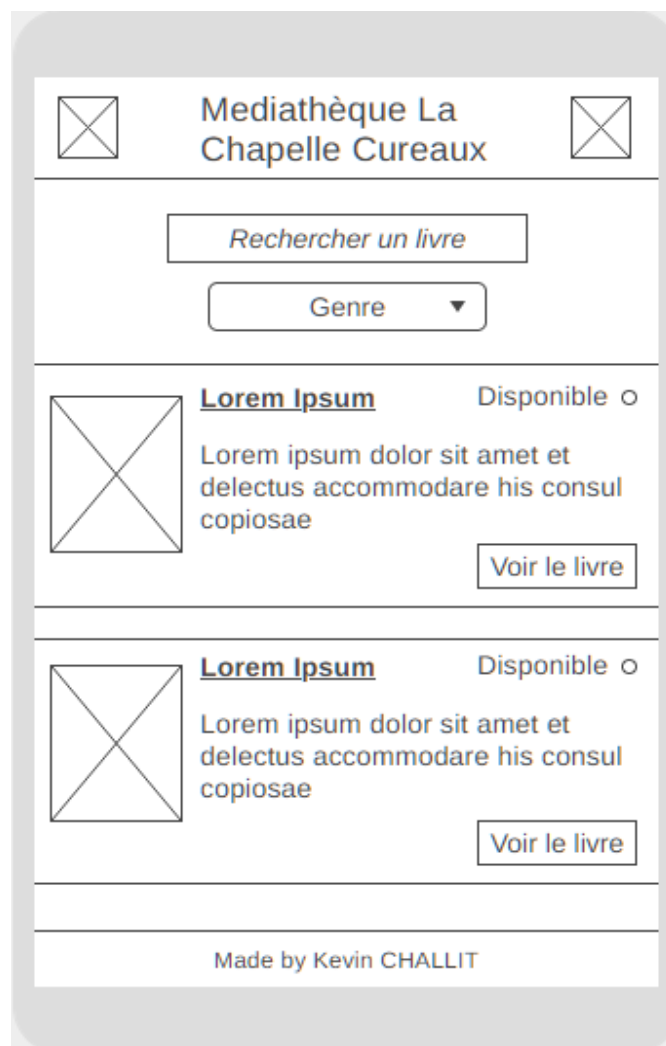 Mediathèque La
Chapelle Cureaux
Rechercher un livre
Genre
Lorem Ipsum
Disponible
Lorem ipsum dolor sit amet et
delectus accommodare his consul
copiosae
Voir le livre
Lorem Ipsum
Disponible
Lorem ipsum dolor sit amet et
delectus accommodare his consul
copiosae
Voir le livre
Made by Kevin CHALLIT